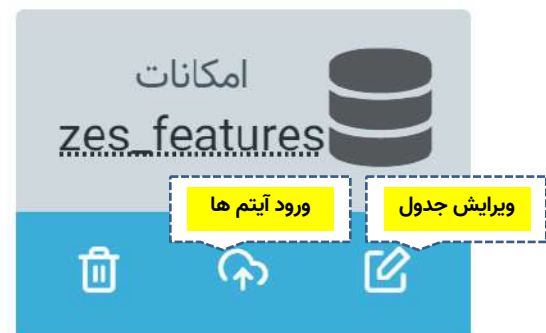 امکانات
zes_features
ویرایش جدول
ورود آیتم ها